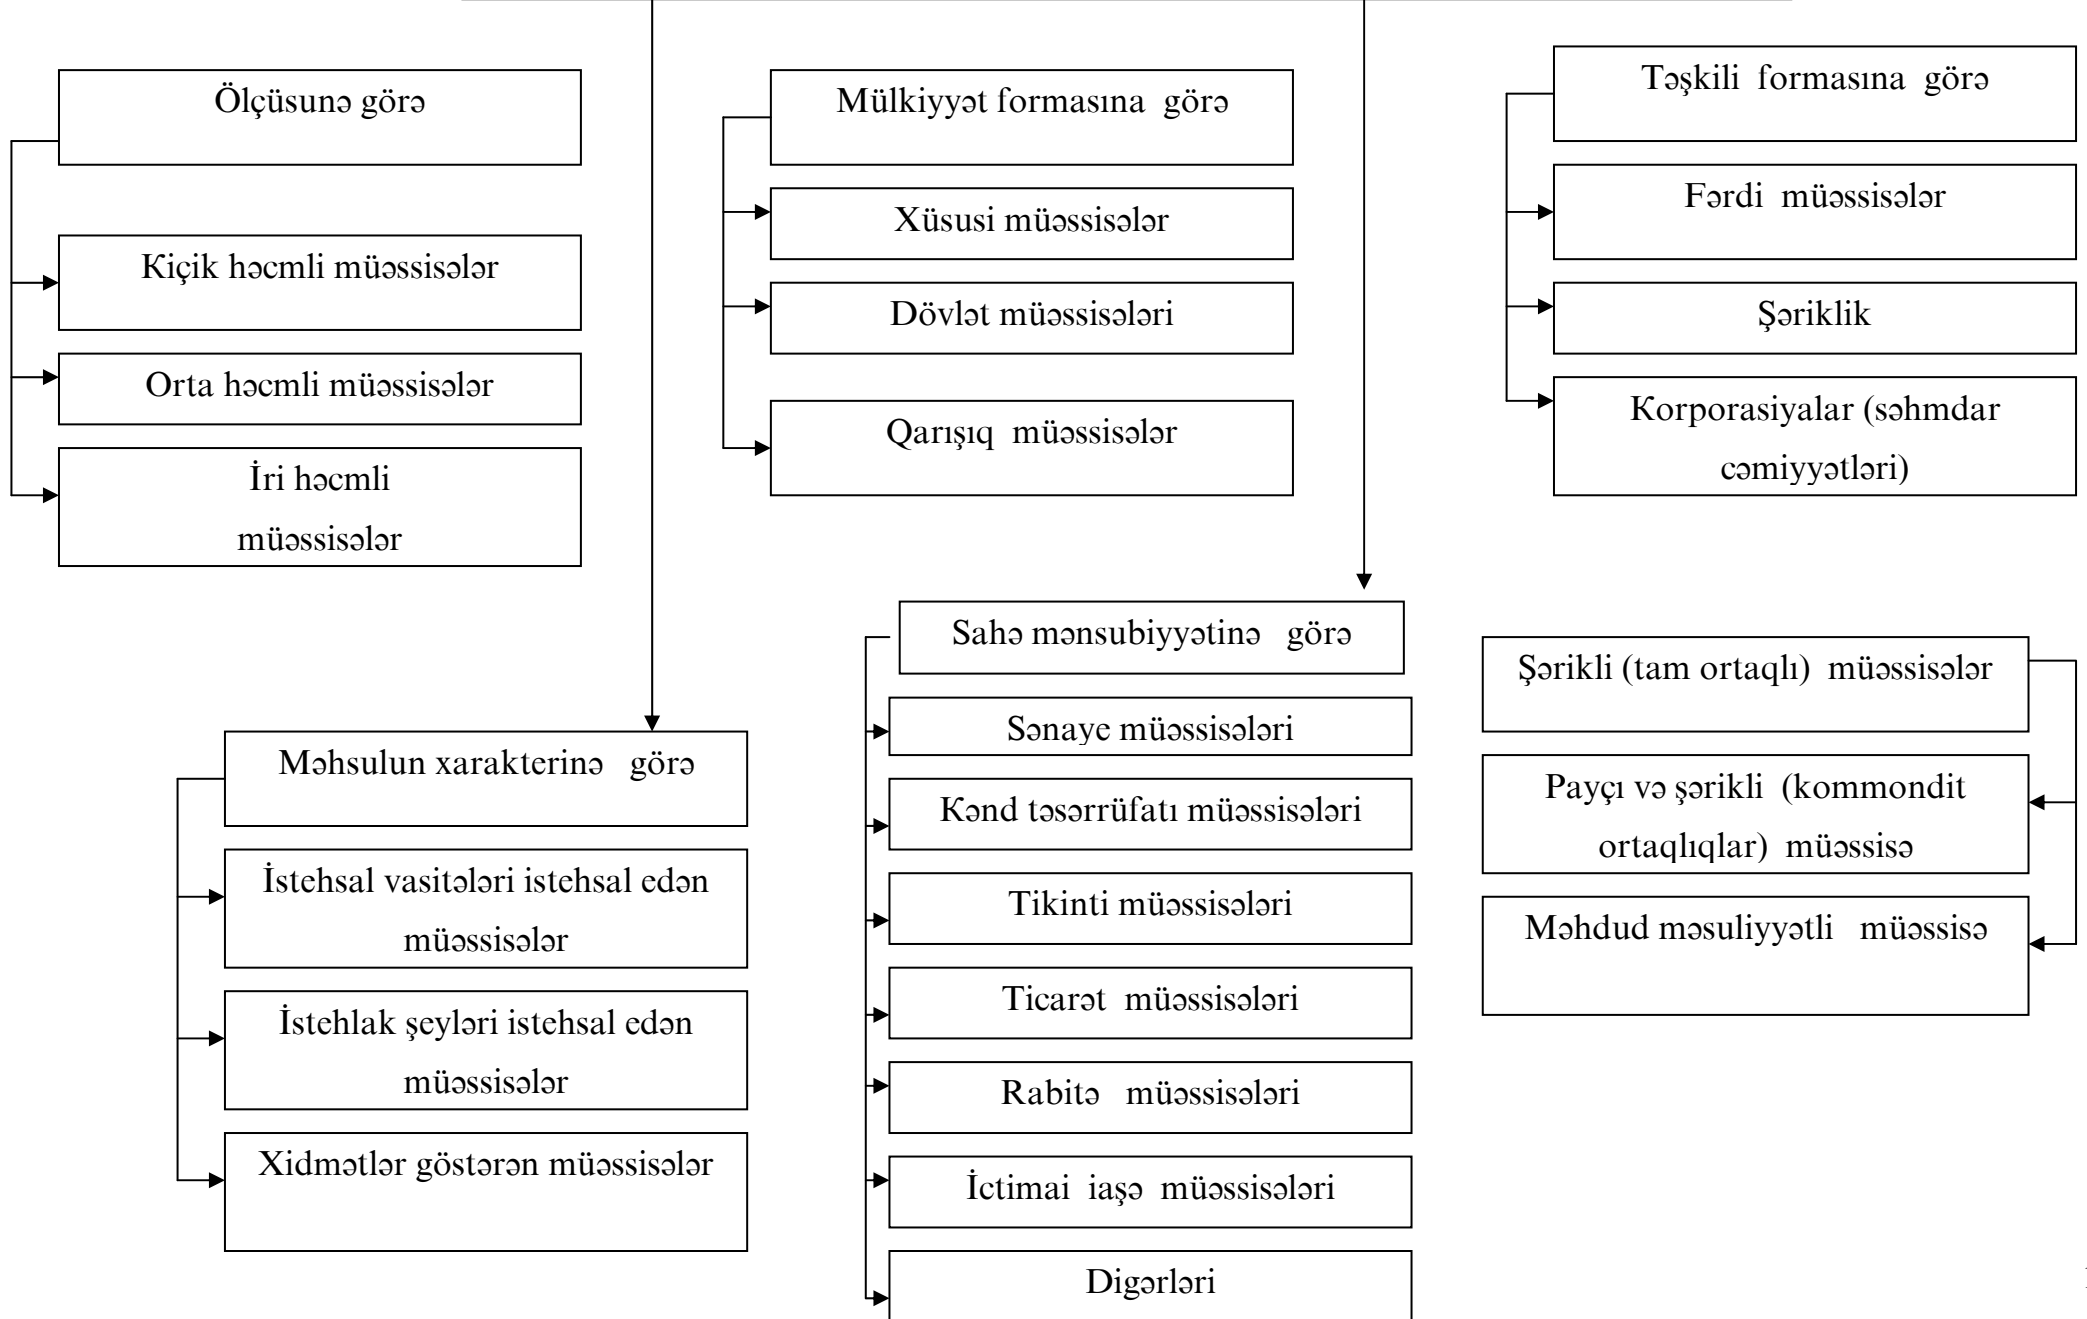 Ölçüsunə görə
Kiçik həcmli müəssisələr
Orta həcmli müəssisələr
İri həcmli
müəssisələr
Mülkiyyət formasına görə
Xüsusi müəssisələr
Dövlət müəssisələri
Qarışıq müəssisələr
Təşkili formasına görə
Fərdi müəssisələr
Şəriklik
Korporasiyalar (səhmdar
cəmiyyətləri)
Məhsulun xarakterinə görə
İstehsal vasitələri istehsal edən
müəssisələr
İstehlak şeyləri istehsal edən
müəssisələr
Xidmətlər göstərən müəssisələr
Sahə mənsubiyyətinə görə
Sənaye müəssisələri
Kənd təsərrüfatı müəssisələri
Tikinti müəssisələri
Ticarət müəssisələri
Rabitə müəssisələri
İctimai iaşə müəssisələri
Digərləri
Şərikli (tam ortaqlı) müəssisələr
Payçı və şərikli (kommondit
ortaqlıqlar) müəssisə
Məhdud məsuliyyətli müəssisə